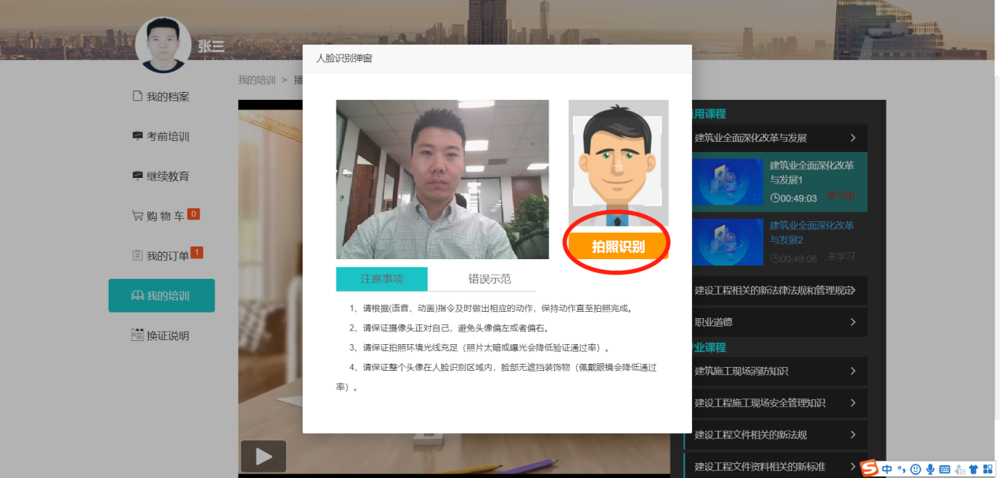 张三
人脸识别弹窗
我的培训 >
我的档案
考前培训
继续教育
购物车 0
我的订单 1
我的培训
换证说明
拍照识别
注意事项
错误示范
1、请根据(语音、动画)指令及时做出相应的动作，保持动作直至拍照完成。
2、请保证摄像头正对自己，避免头像偏左或者偏右。
3、请保证拍照环境光线充足（照片太暗或曝光会降低验证通过率）。
4、请保证整个头像在人脸识别区域内，脸部无遮挡装饰物（佩戴眼镜会降低通过
率）。
用课程
建筑业全面深化改革与发展
建筑业全面深化改革
与发展1
00:49:03 学习中
建筑业全面深化改革
与发展2
00:49:06 未学习
建设工程相关的新法律法规和管理规定
职业道德
业课程
建筑施工现场消防知识
建设工程施工现场安全管理知识
建设工程文件相关的新法规
建设工程文件资料相关的新标准
S 中